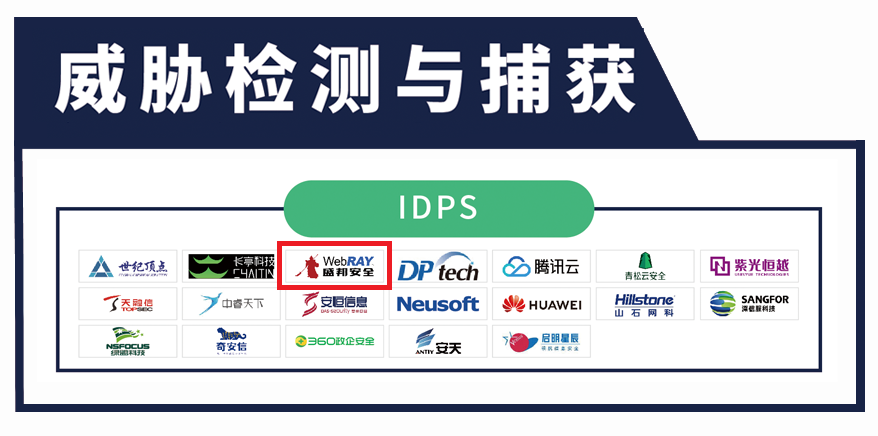 威胁检测与捕获
IDPS
世纪顶点
长亭科技
CHAITIN
WebRAY
盛邦安全
DPtech
腾讯云
青松云安全
紫光恒越
天融信
TOPSEC
中睿天下
安恒信息
DAS-security
Neusoft
HUAWEI
Hillstone
山石网科
SANGFOR
深信服科技
NSFOCUS
绿盟科技
奇安信
360政企安全
ANTIY 安天
启明星辰